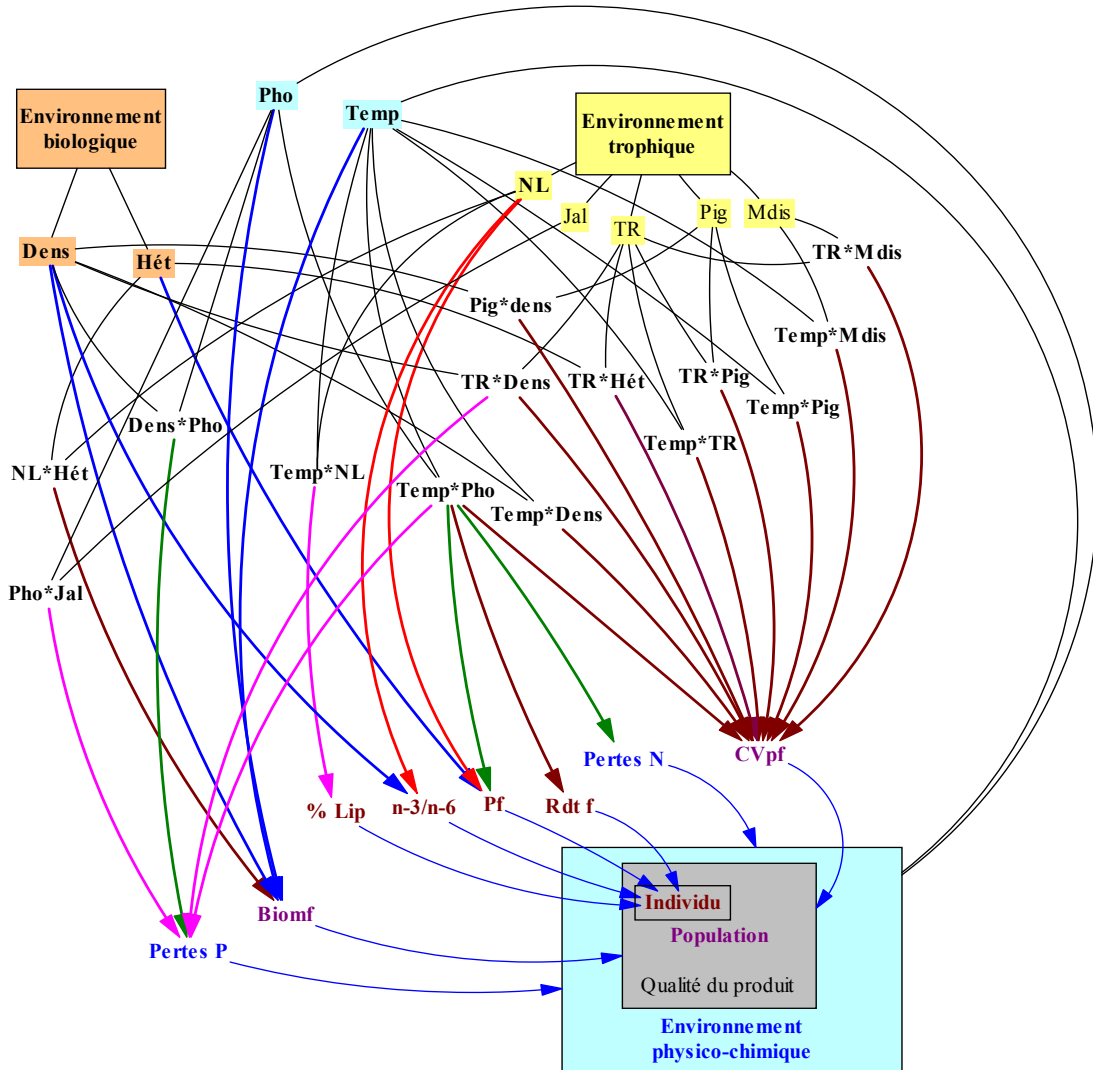 Pho
Temp
Environnement
biologique
Environnement
trophique
NL
Jal
TR
Pig
Mdis
Dens
Hét
TR*Mdis
Pig*dens
Temp*Mdis
TR*Dens
TR*Hét
TR*Pig
Temp*Pig
Dens*Pho
Temp*TR
NL*Hét
Temp*NL
Temp*Pho
Temp*Dens
Pho*Jal
Pertes N
CVpf
% Lip
n-3/n-6
Pf
Rdt f
Biomf
Pertes P
Individu
Population
Qualité du produit
Environnement
physico-chimique